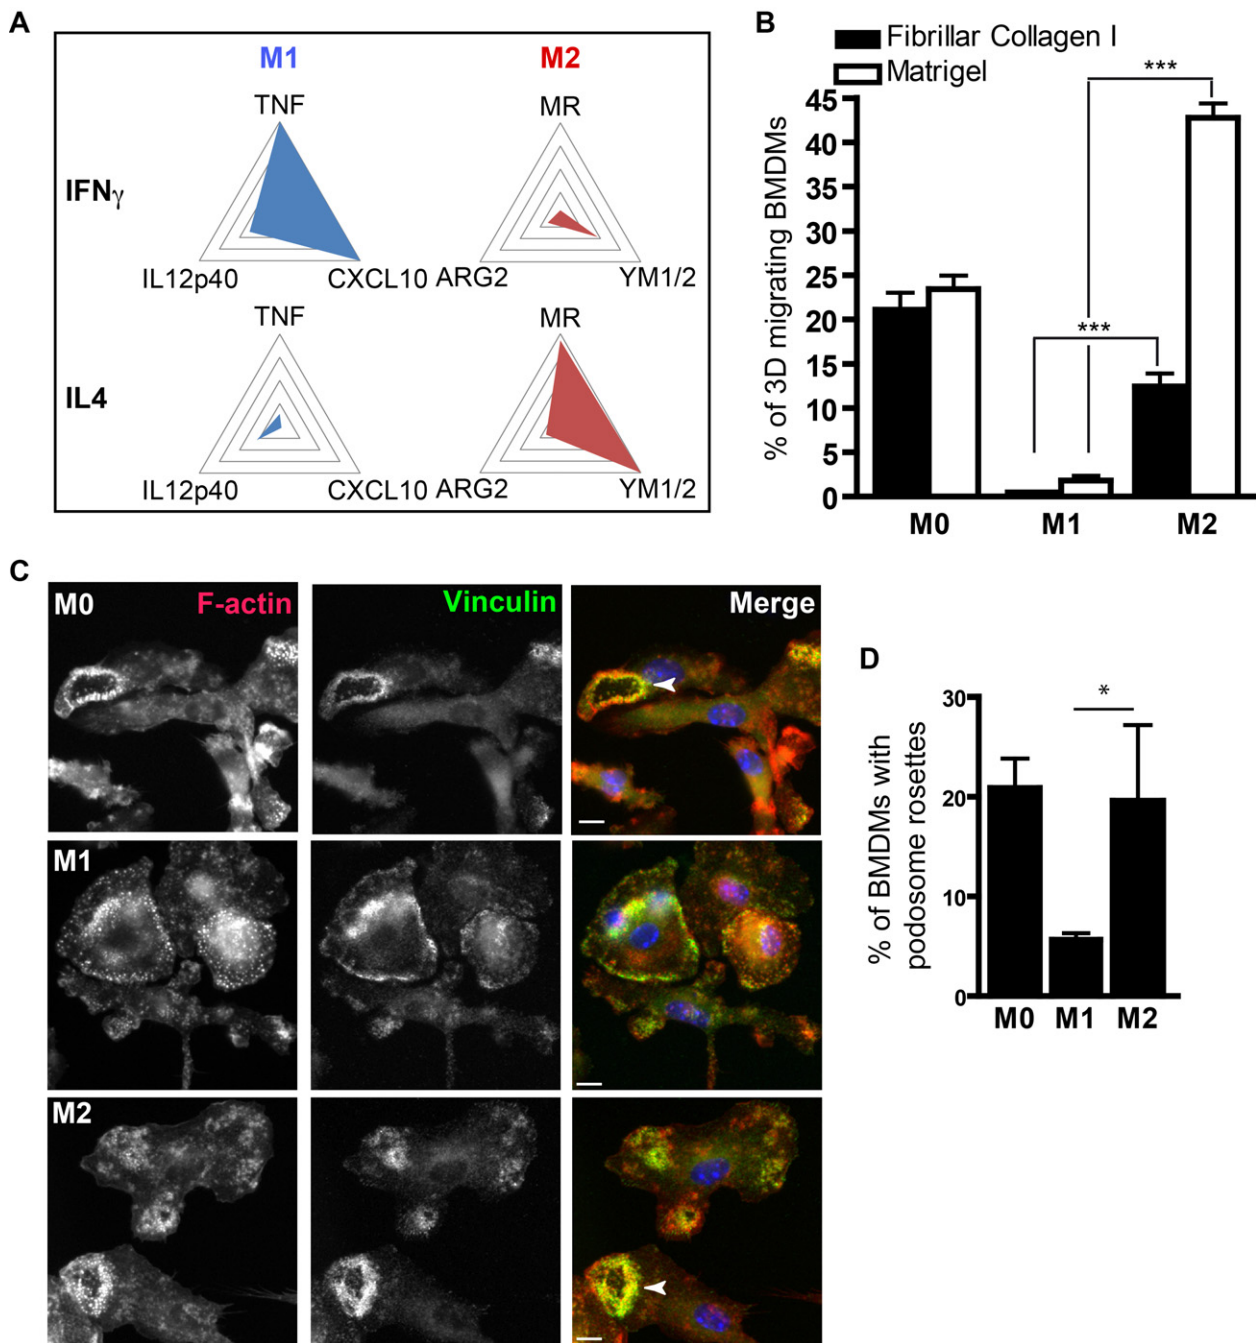 A
M1 M2
TNF MR
IFNγ
IL12p40 CXCL10 ARG2 YM1/2
TNF MR
IL4
IL12p40 CXCL10 ARG2 YM1/2
B
Fibrillar Collagen I
Matrigel
% of 3D migrating BMDMs
45
40
35
30
25
20
15
10
5
0
***
***
M0 M1 M2
C
M0 F-actin Vinculin Merge
M1
M2
D
% of BMDMs with
podosome rosettes
30
20
10
0
*
M0 M1 M2